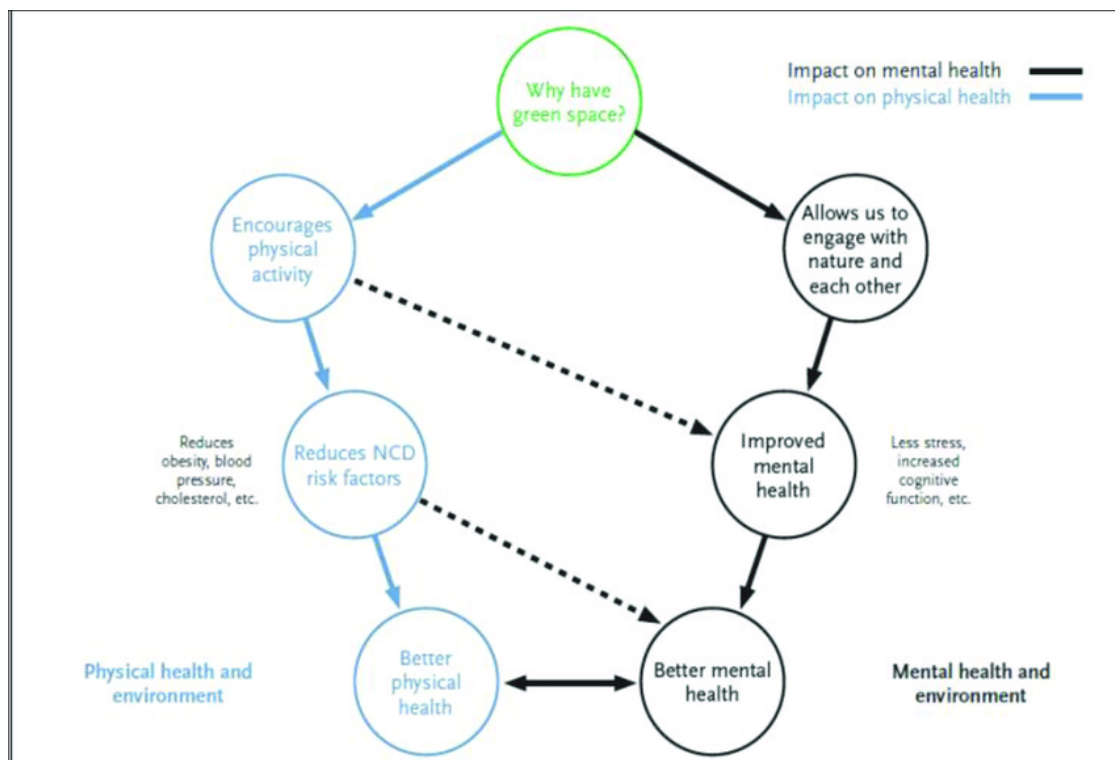 Why have
green space?
Impact on mental health
Impact on physical health
Encourages
physical
activity
Allows us to
engage with
nature and
each other
Reduces
obesity, blood
pressure,
cholesterol, etc.
Reduces NCD
risk factors
Improved
mental
health
Less stress,
increased
cognitive
function, etc.
Physical health and
environment
Better
physical
health
Better mental
health
Mental health and
environment